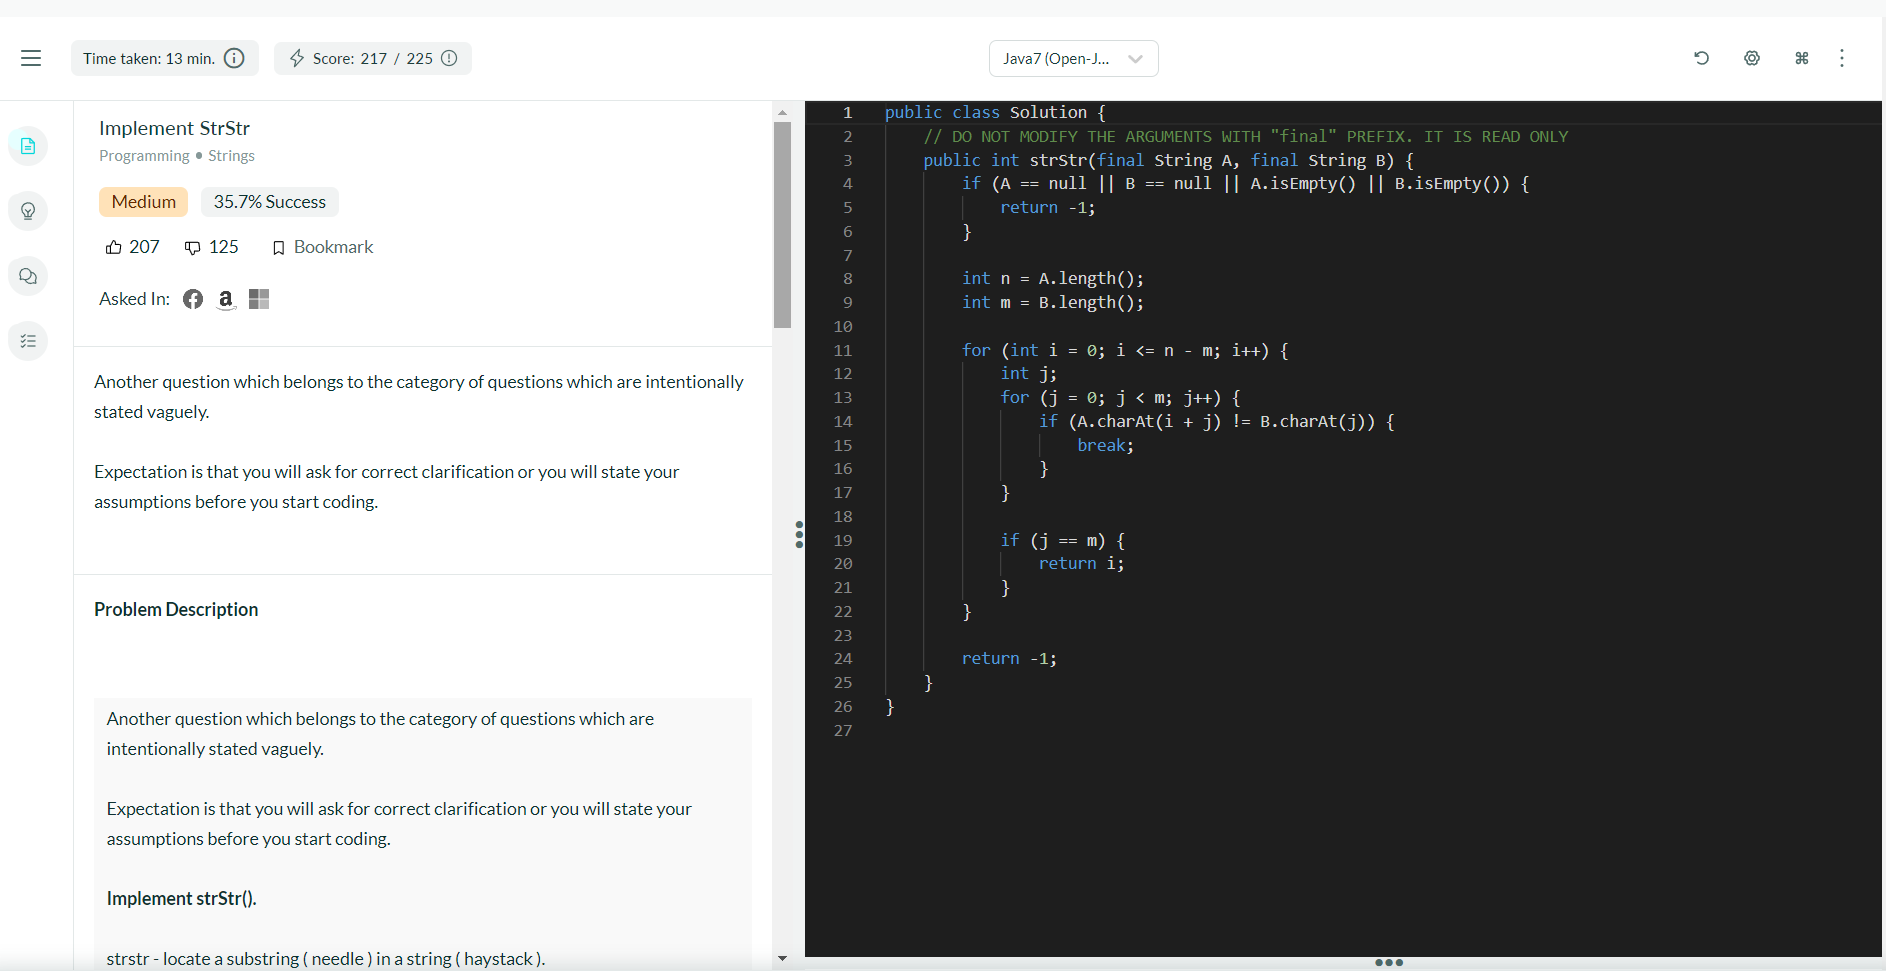 Time taken: 13 min.
Score: 217 / 225
Java7 (Open-J...
Implement StrStr
Programming • Strings
Medium
35.7% Success
207
125
Bookmark
Asked In:
Another question which belongs to the category of questions which are intentionally
stated vaguely.
Expectation is that you will ask for correct clarification or you will state your
assumptions before you start coding.
Problem Description
Another question which belongs to the category of questions which are
intentionally stated vaguely.
Expectation is that you will ask for correct clarification or you will state your
assumptions before you start coding.
Implement strStr().
strstr - locate a substring ( needle ) in a string ( haystack ).
1 public class Solution {
2 // DO NOT MODIFY THE ARGUMENTS WITH "final" PREFIX. IT IS READ ONLY
3 public int strStr(final String A, final String B) {
4 if (A == null || B == null || A.isEmpty() || B.isEmpty()) {
5 return -1;
6 }
7
8 int n = A.length();
9 int m = B.length();
10
11 for (int i = 0; i <= n - m; i++) {
12 int j;
13 for (j = 0; j < m; j++) {
14 if (A.charAt(i + j) != B.charAt(j)) {
15 break;
16 }
17 }
18
19 if (j == m) {
20 return i;
21 }
22 }
23
24 return -1;
25 }
26 }
27